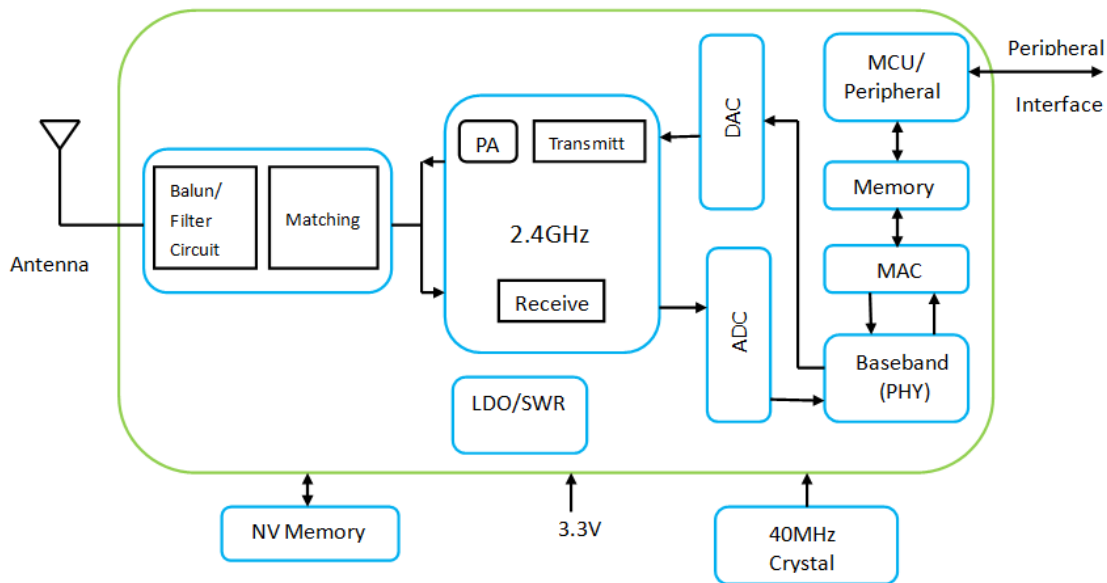 Antenna
Balun/
Filter
Circuit
Matching
PA
Transmitt
2.4GHz
Receive
LDO/SWR
DAC
ADC
MCU/
Peripheral
Memory
MAC
Baseband
(PHY)
Peripheral
Interface
NV Memory
3.3V
40MHz
Crystal